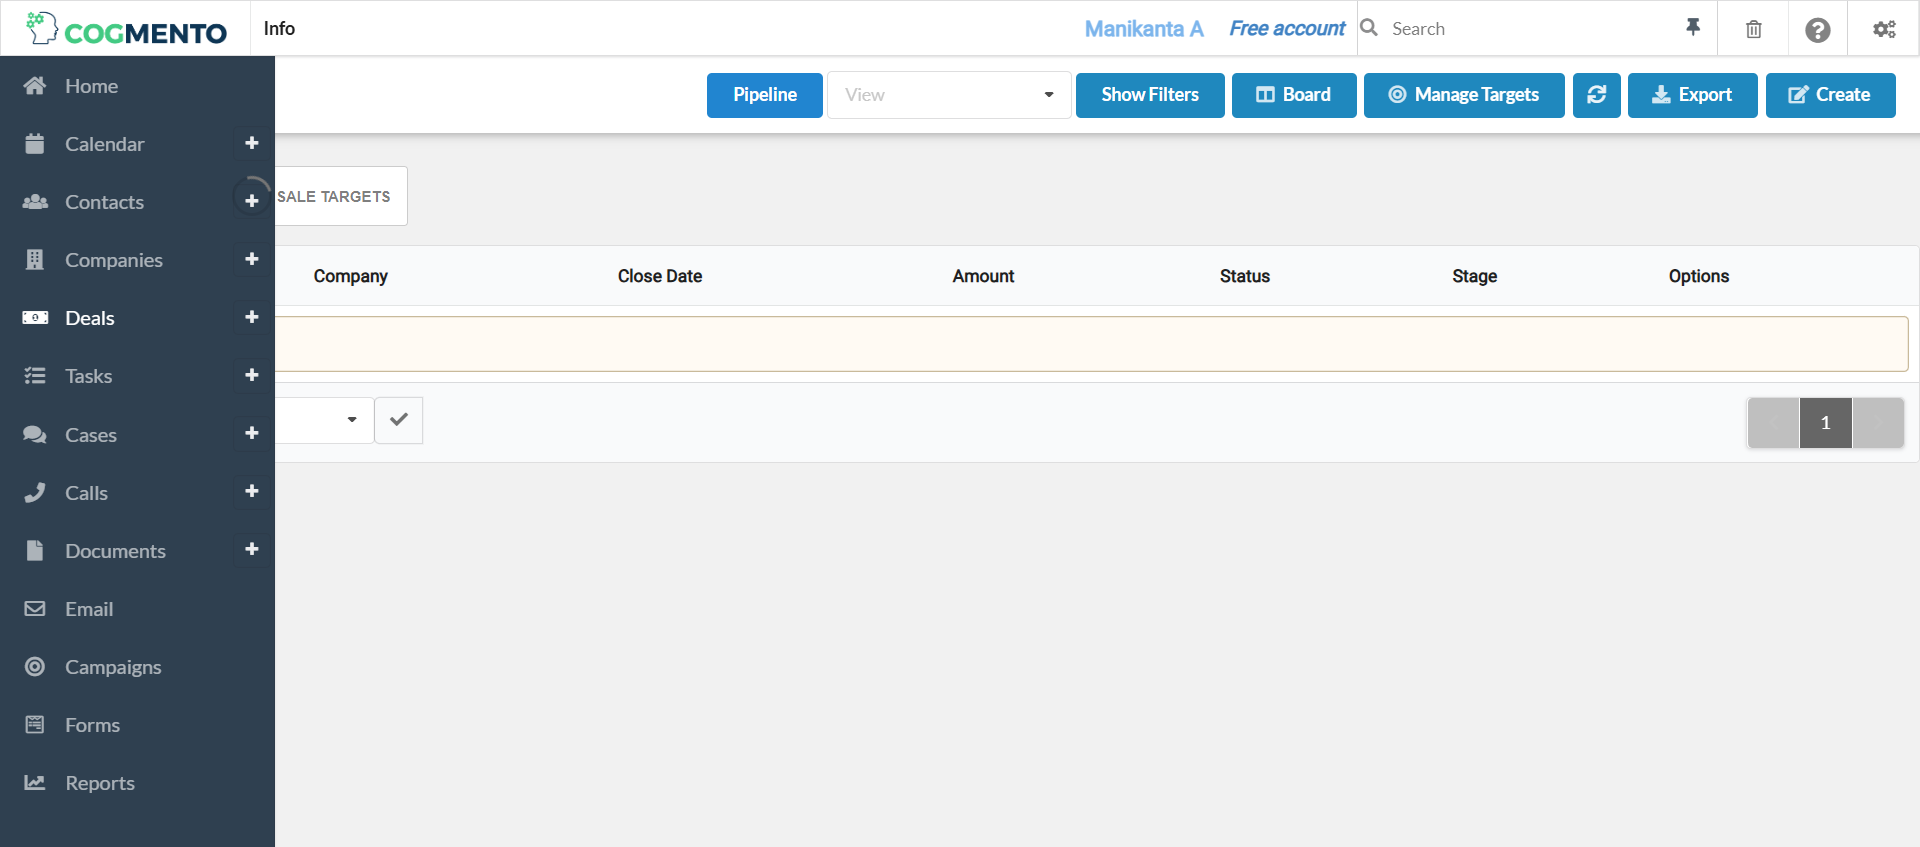 COGMENTO
Info
Manikanta A
Free account
Search
Home
Calendar
Contacts
Companies
Deals
Tasks
Cases
Calls
Documents
Email
Campaigns
Forms
Reports
Pipeline
View
Show Filters
Board
Manage Targets
Export
Create
SALE TARGETS
Company
Close Date
Amount
Status
Stage
Options
1